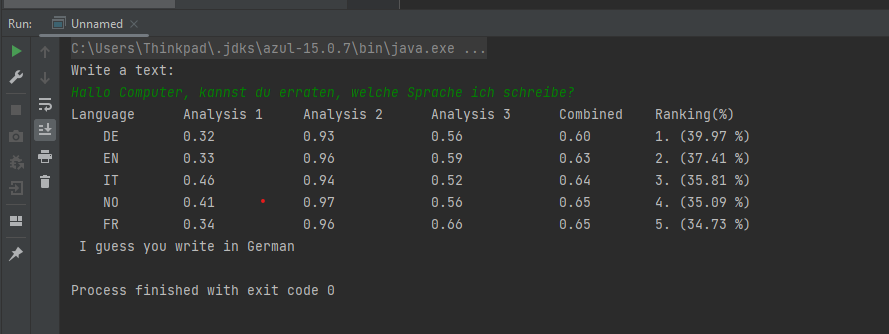 Run: Unnamed
C:\Users\Thinkpad\.jdks\azul-15.0.7\bin\java.exe ...
Write a text:
Hallo Computer, kannst du erraten, welche Sprache ich schreibe?
Language Analysis 1 Analysis 2 Analysis 3 Combined Ranking(%)
DE 0.32 0.93 0.56 0.60 1. (39.97 %)
EN 0.33 0.96 0.59 0.63 2. (37.41 %)
IT 0.46 0.94 0.52 0.64 3. (35.81 %)
NO 0.41 0.97 0.56 0.65 4. (35.09 %)
FR 0.34 0.96 0.66 0.65 5. (34.73 %)
I guess you write in German
Process finished with exit code 0